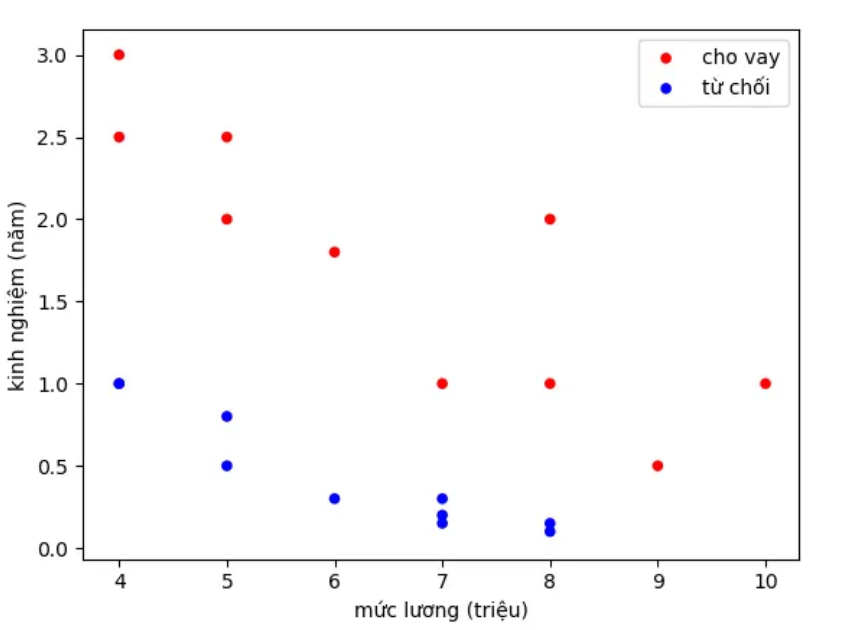 cho vay
từ chối
3.0
2.5
2.0
1.5
1.0
0.5
0.0
kinh nghiệm (năm)
4 5 6 7 8 9 10
mức lương (triệu)